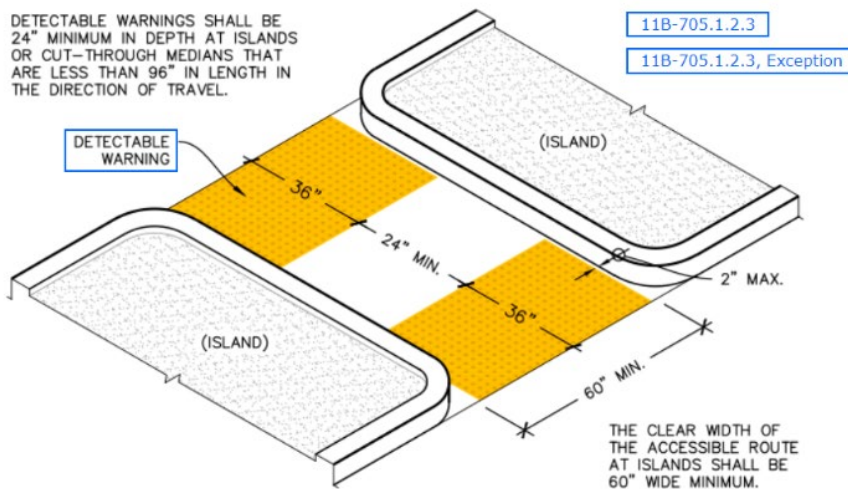 DETECTABLE WARNINGS SHALL BE
24" MINIMUM IN DEPTH AT ISLANDS
OR CUT-THROUGH MEDIANS THAT
ARE LESS THAN 96" IN LENGTH IN
THE DIRECTION OF TRAVEL.
11B-705.1.2.3
11B-705.1.2.3, Exception
DETECTABLE
WARNING
(ISLAND)
36"
24" MIN.
36"
2" MAX.
(ISLAND)
60" MIN.
THE CLEAR WIDTH OF
THE ACCESSIBLE ROUTE
AT ISLANDS SHALL BE
60" WIDE MINIMUM.